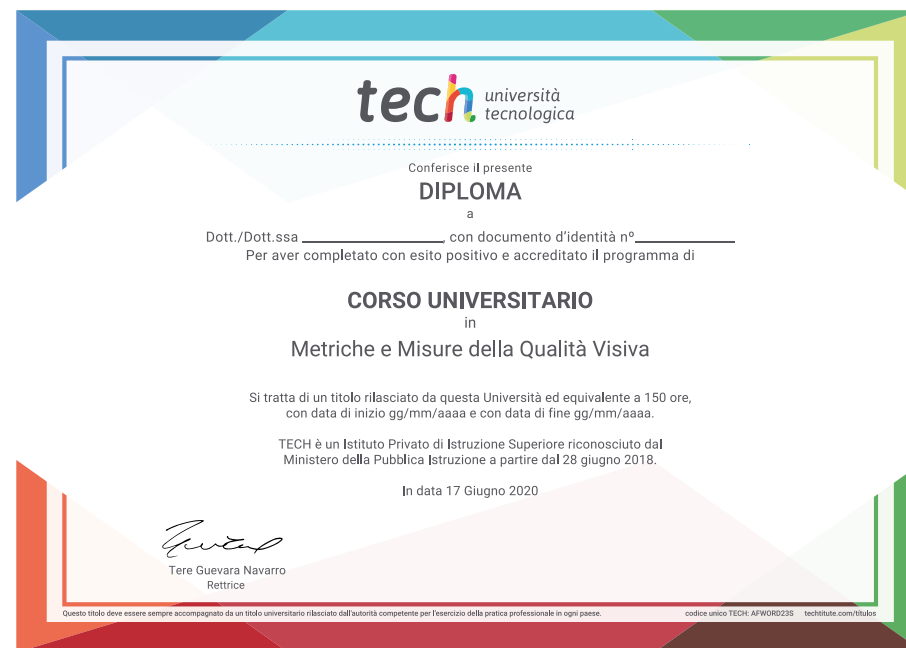 tech università
tecnologica
Conferisce il presente
DIPLOMA
a
Dott./Dott.ssa ________________, con documento d'identità nº___________
Per aver completato con esito positivo e accreditato il programma di
CORSO UNIVERSITARIO
in
Metriche e Misure della Qualità Visiva
Si tratta di un titolo rilasciato da questa Università ed equivalente a 150 ore,
con data di inizio gg/mm/aaaa e con data di fine gg/mm/aaaa.
TECH è un Istituto Privato di Istruzione Superiore riconosciuto dal
Ministero della Pubblica Istruzione a partire dal 28 giugno 2018.
In data 17 Giugno 2020
Tere Guevara Navarro
Rettrice
Questo titolo deve essere sempre accompagnato da un titolo universitario rilasciato dall'autorità competente per l'esercizio della pratica professionale in ogni paese. codice unico TECH: AFWORD23S techtitute.com/títulos